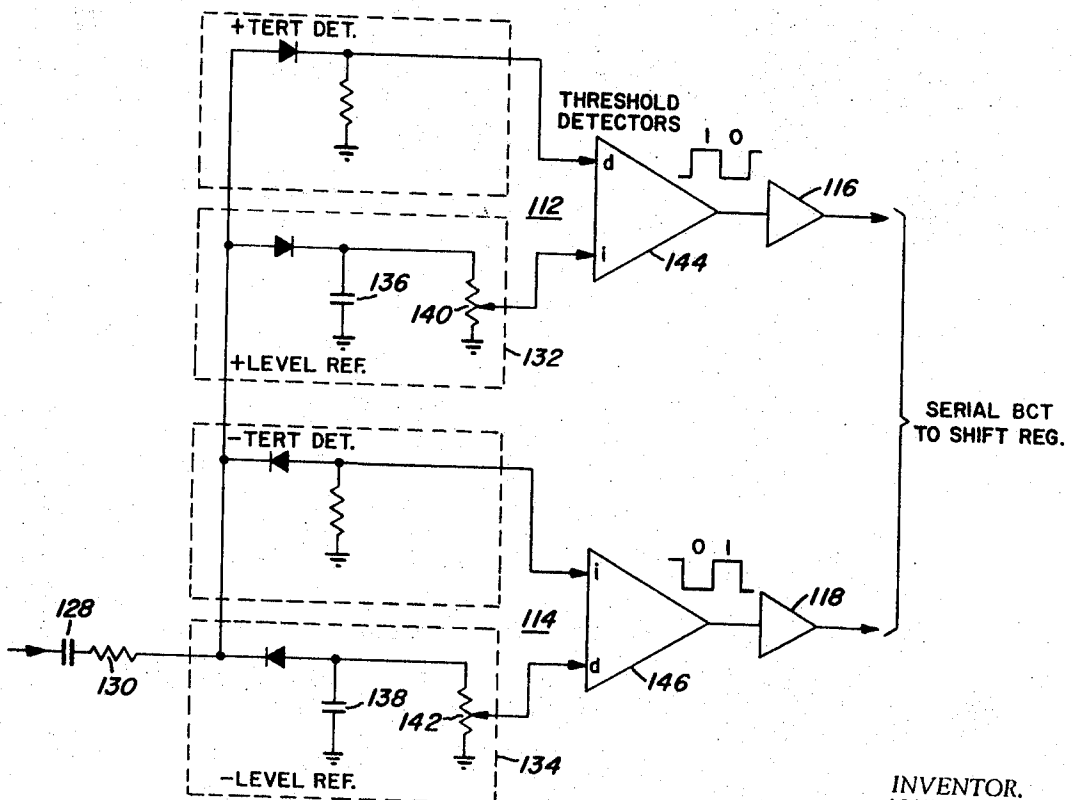 +TERT DET.
THRESHOLD
DETECTORS
1 0
d
116
112
i
144
136
140
132
+LEVEL REF.
SERIAL BCT
TO SHIFT REG.
-TERT DET.
0 1
i
118
128
114
d
130
146
138
142
134
-LEVEL REF.
INVENTOR.